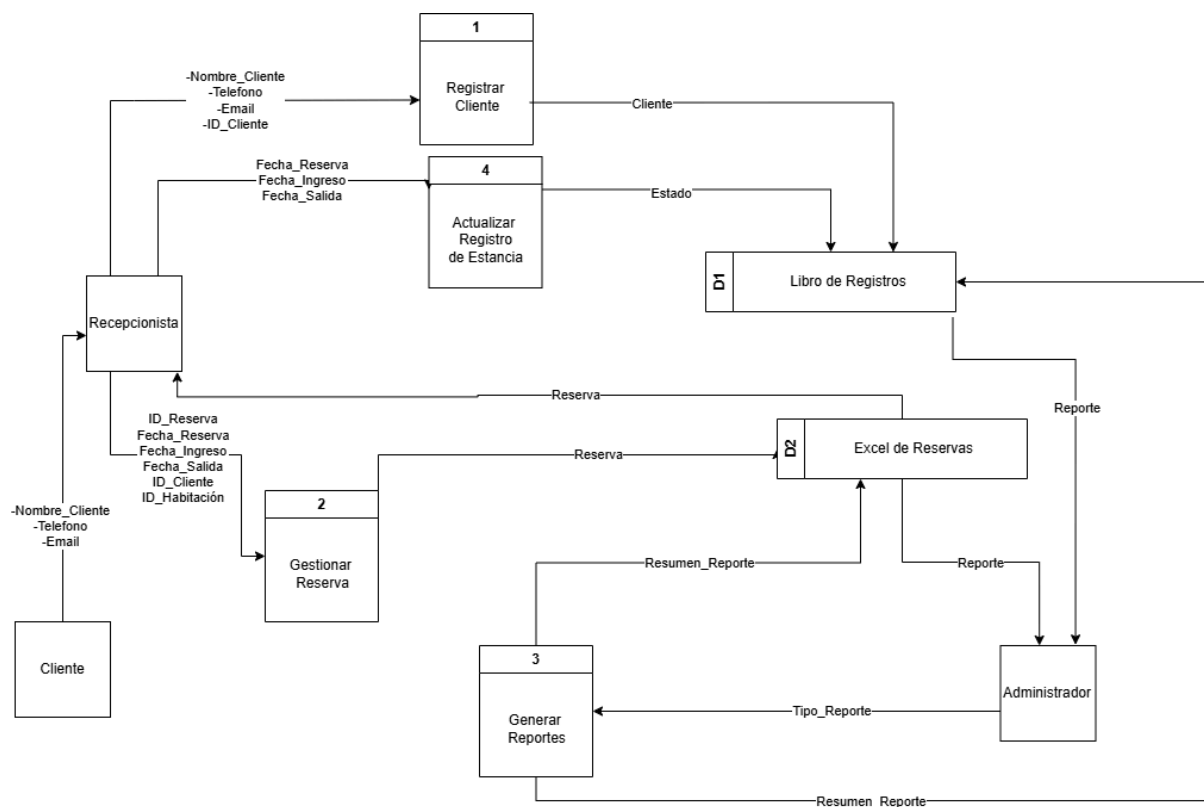 1
Registrar
Cliente
-Nombre_Cliente
-Telefono
-Email
-ID_Cliente
Cliente
4
Actualizar
Registro
de Estancia
Fecha_Reserva
Fecha_Ingreso
Fecha_Salida
Estado
D1
Libro de Registros
Recepcionista
Reserva
Reporte
ID_Reserva
Fecha_Reserva
Fecha_Ingreso
Fecha_Salida
ID_Cliente
ID_Habitación
Reserva
D2
Excel de Reservas
2
Gestionar
Reserva
-Nombre_Cliente
-Telefono
-Email
Resumen_Reporte
Reporte
Cliente
3
Generar
Reportes
Tipo_Reporte
Administrador
Resumen_Reporte